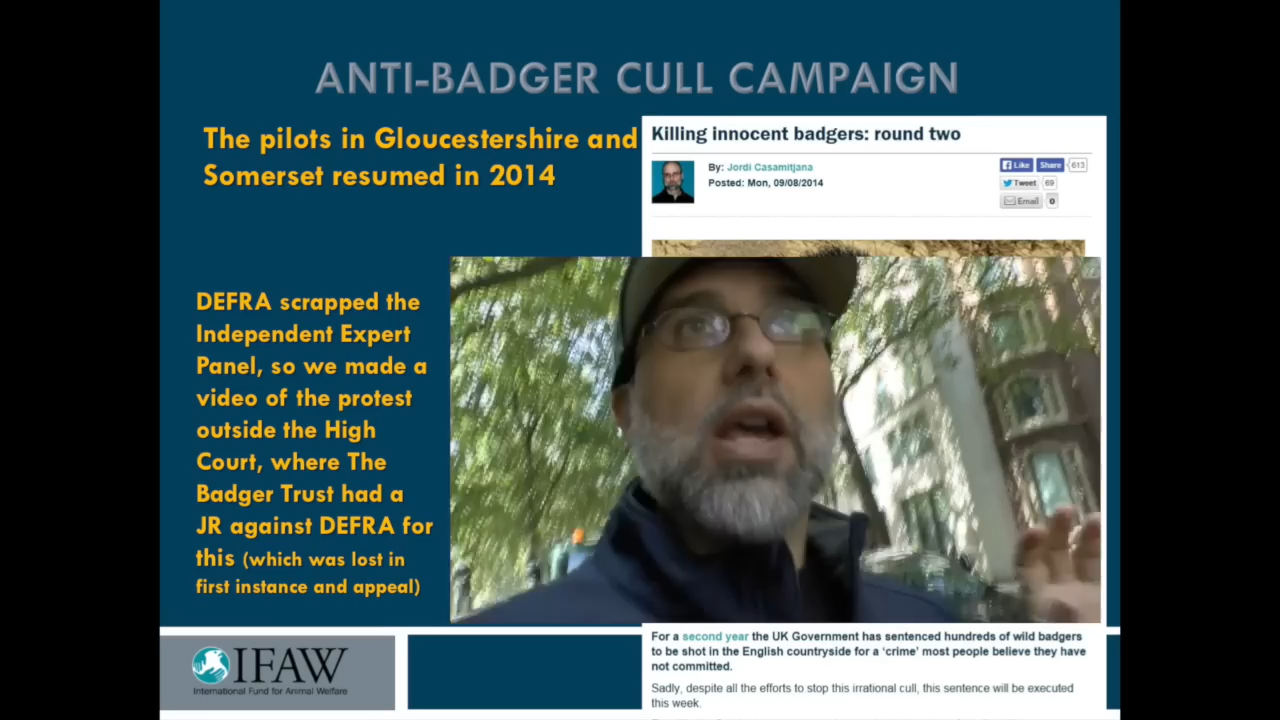 ANTI-BADGER CULL CAMPAIGN
The pilots in Gloucestershire and
Somerset resumed in 2014
DEFRA scrapped the
Independent Expert
Panel, so we made a
video of the protest
outside the High
Court, where The
Badger Trust had a
JR against DEFRA for
this (which was lost in
first instance and appeal)
Killing innocent badgers: round two
By: Jordi Casamitjana
Posted: Mon, 09/08/2014
Like Share 613
Tweet 69
Email 0
For a second year the UK Government has sentenced hundreds of wild badgers
to be shot in the English countryside for a ‘crime’ most people believe they have
not committed.
Sadly, despite all the efforts to stop this irrational cull, this sentence will be executed
this week.
IFAW
International Fund for Animal Welfare